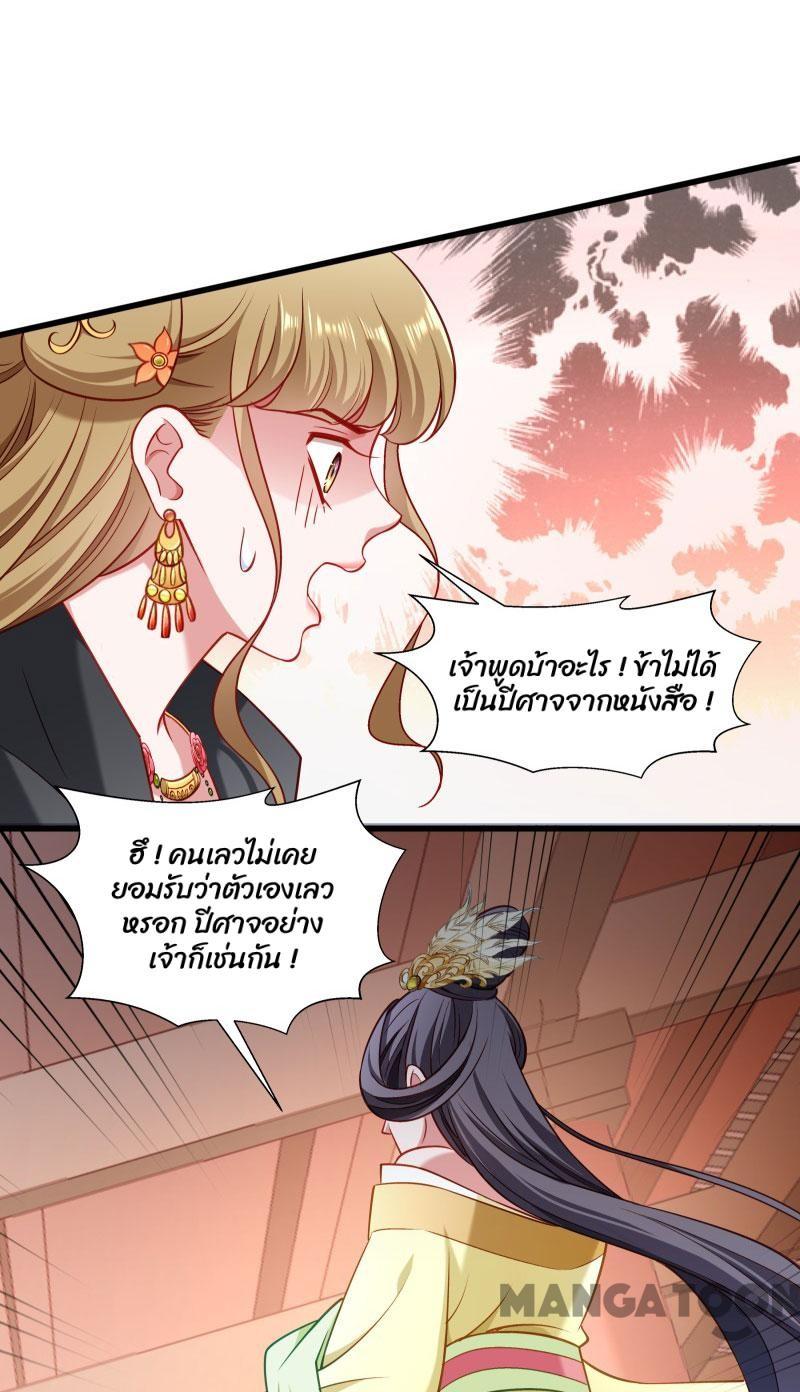 เจ้าพูดบ้าอะไร ! ข้าไม่ได้
เป็นปีศาจจากหนังสือ !
ฮึ ! คนเลวไม่เคย
ยอมรับว่าตัวเองเลว
หรอก ปีศาจอย่าง
เจ้าก็เช่นกัน !
MANGATOON